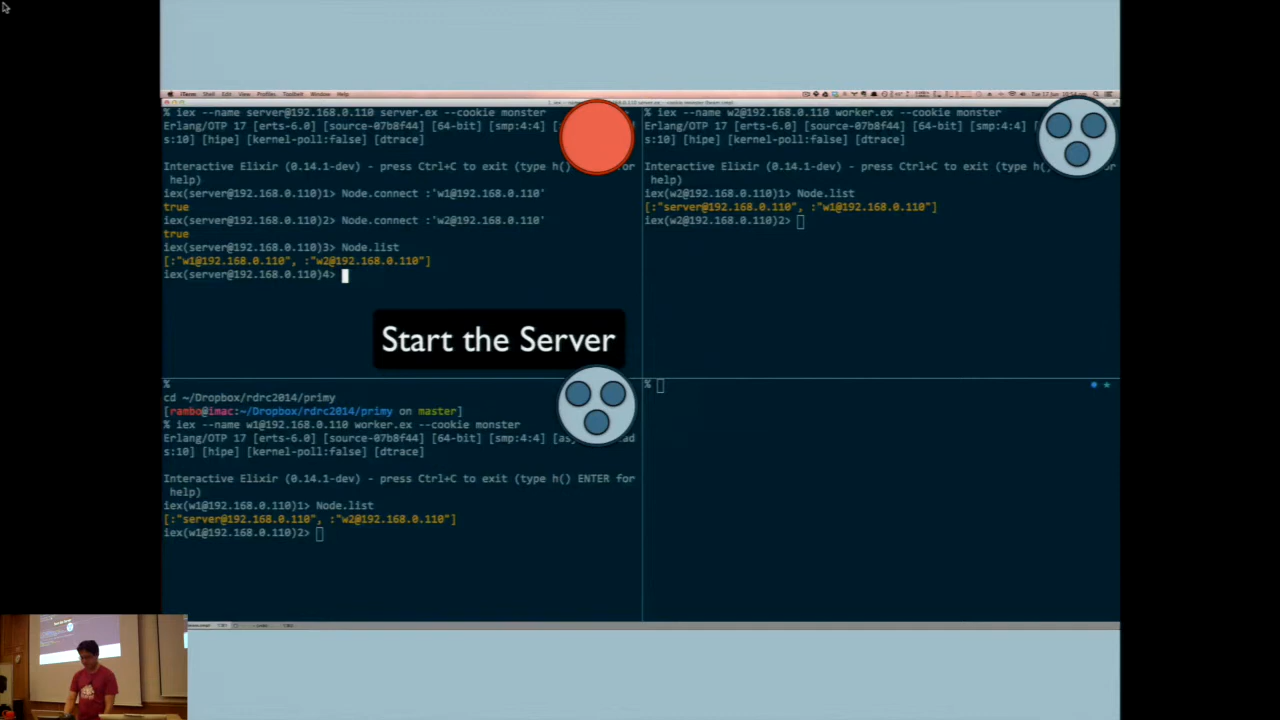 iTerm Shell Edit View Profiles Toolbelt Window Help
% iex --name server@192.168.0.110 server.ex --cookie monster
Erlang/OTP 17 [erts-6.0] [source-07b8f44] [64-bit] [smp:4:4]
s:10] [hipe] [kernel-poll:false] [dtrace]
Interactive Elixir (0.14.1-dev) - press Ctrl+C to exit (type h() for
help)
iex(server@192.168.0.110)1> Node.connect :'w1@192.168.0.110'
true
iex(server@192.168.0.110)2> Node.connect :'w2@192.168.0.110'
true
iex(server@192.168.0.110)3> Node.list
[:"w1@192.168.0.110", :"w2@192.168.0.110"]
iex(server@192.168.0.110)4>
% iex --name w2@192.168.0.110 worker.ex --cookie monster
Erlang/OTP 17 [erts-6.0] [source-07b8f44] [64-bit] [smp:4:4] ad
s:10] [hipe] [kernel-poll:false] [dtrace]
Interactive Elixir (0.14.1-dev) - press Ctrl+C to exit (type h() for
help)
iex(w2@192.168.0.110)1> Node.list
[:"server@192.168.0.110", :"w1@192.168.0.110"]
iex(w2@192.168.0.110)2>
Start the Server
%
cd ~/Dropbox/rdrc2014/primy
[rambo@imac:~/Dropbox/rdrc2014/primy on master]
% iex --name w1@192.168.0.110 worker.ex --cookie monster
Erlang/OTP 17 [erts-6.0] [source-07b8f44] [64-bit] [smp:4:4] [as ad
s:10] [hipe] [kernel-poll:false] [dtrace]
Interactive Elixir (0.14.1-dev) - press Ctrl+C to exit (type h() ENTER for
help)
iex(w1@192.168.0.110)1> Node.list
[:"server@192.168.0.110", :"w2@192.168.0.110"]
iex(w1@192.168.0.110)2>
%